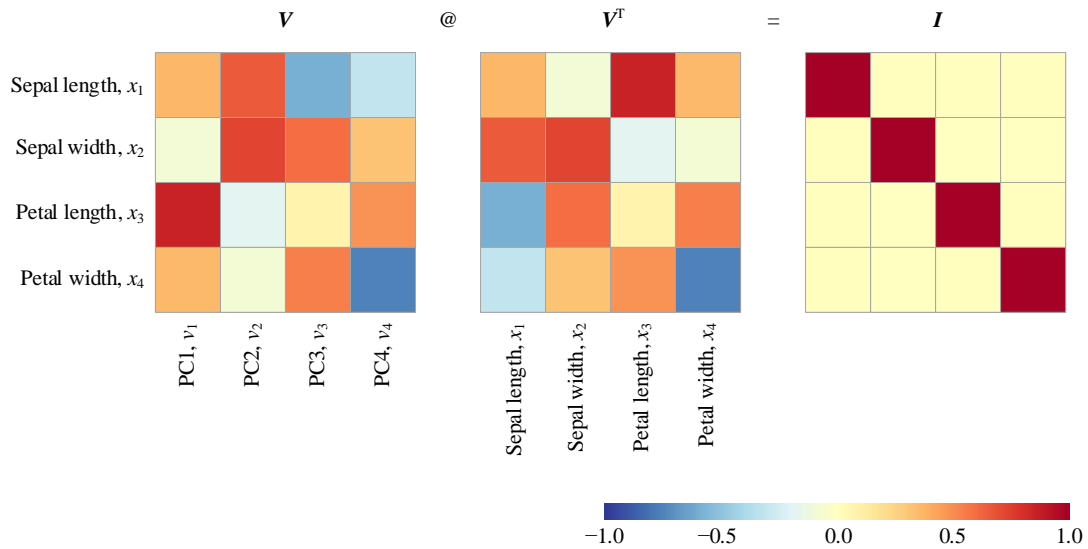 V @ Vᵀ = I
Sepal length, x₁
Sepal width, x₂
Petal length, x₃
Petal width, x₄
PC1, v₁
PC2, v₂
PC3, v₃
PC4, v₄
Sepal length, x₁
Sepal width, x₂
Petal length, x₃
Petal width, x₄
−1.0 −0.5 0.0 0.5 1.0